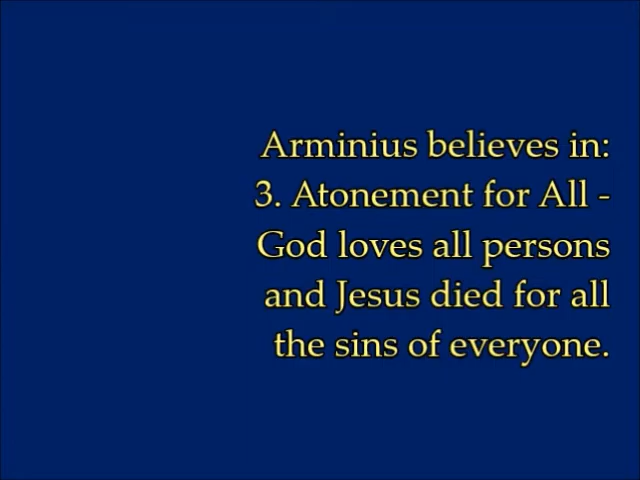 Arminius believes in:
3. Atonement for All -
God loves all persons
and Jesus died for all
the sins of everyone.